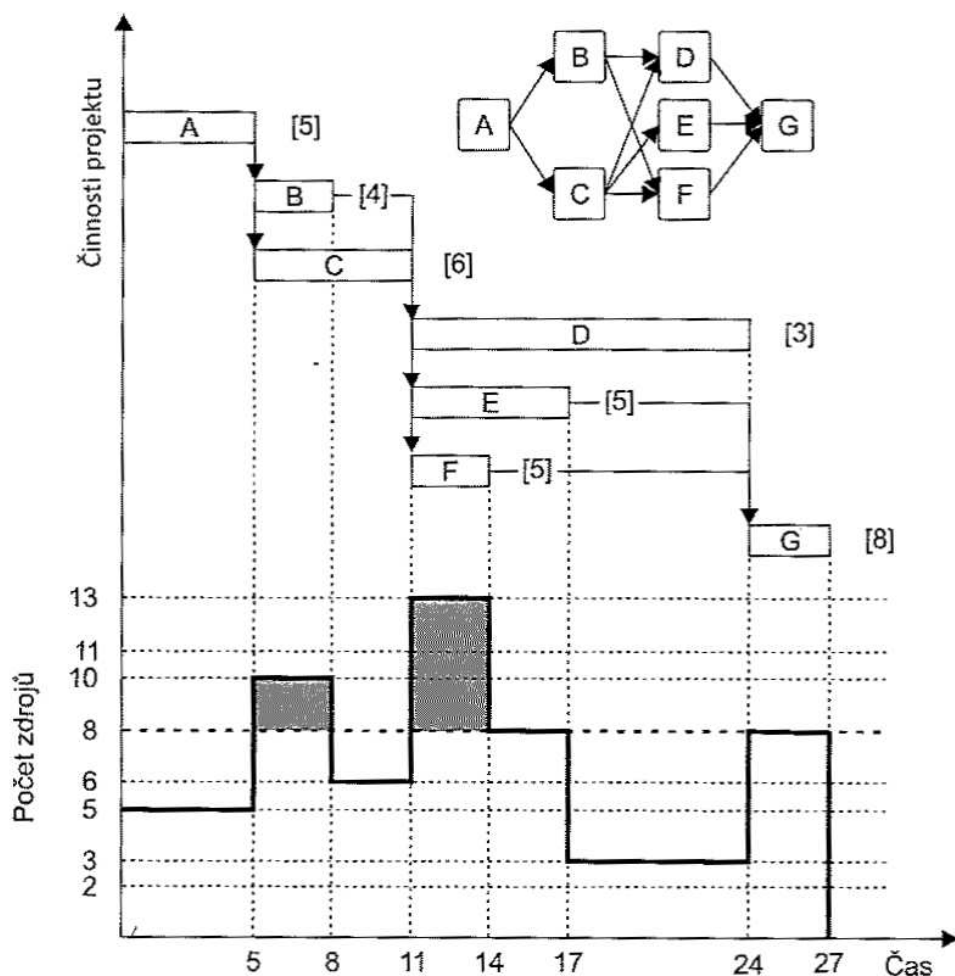 Činnosti projektu
B D
A E G
C F
A [5]
B [4]
C [6]
D [3]
E [5]
F [5]
G [8]
Počet zdrojů
13
11
10
8
6
5
3
2
5 8 11 14 17 24 27 Čas